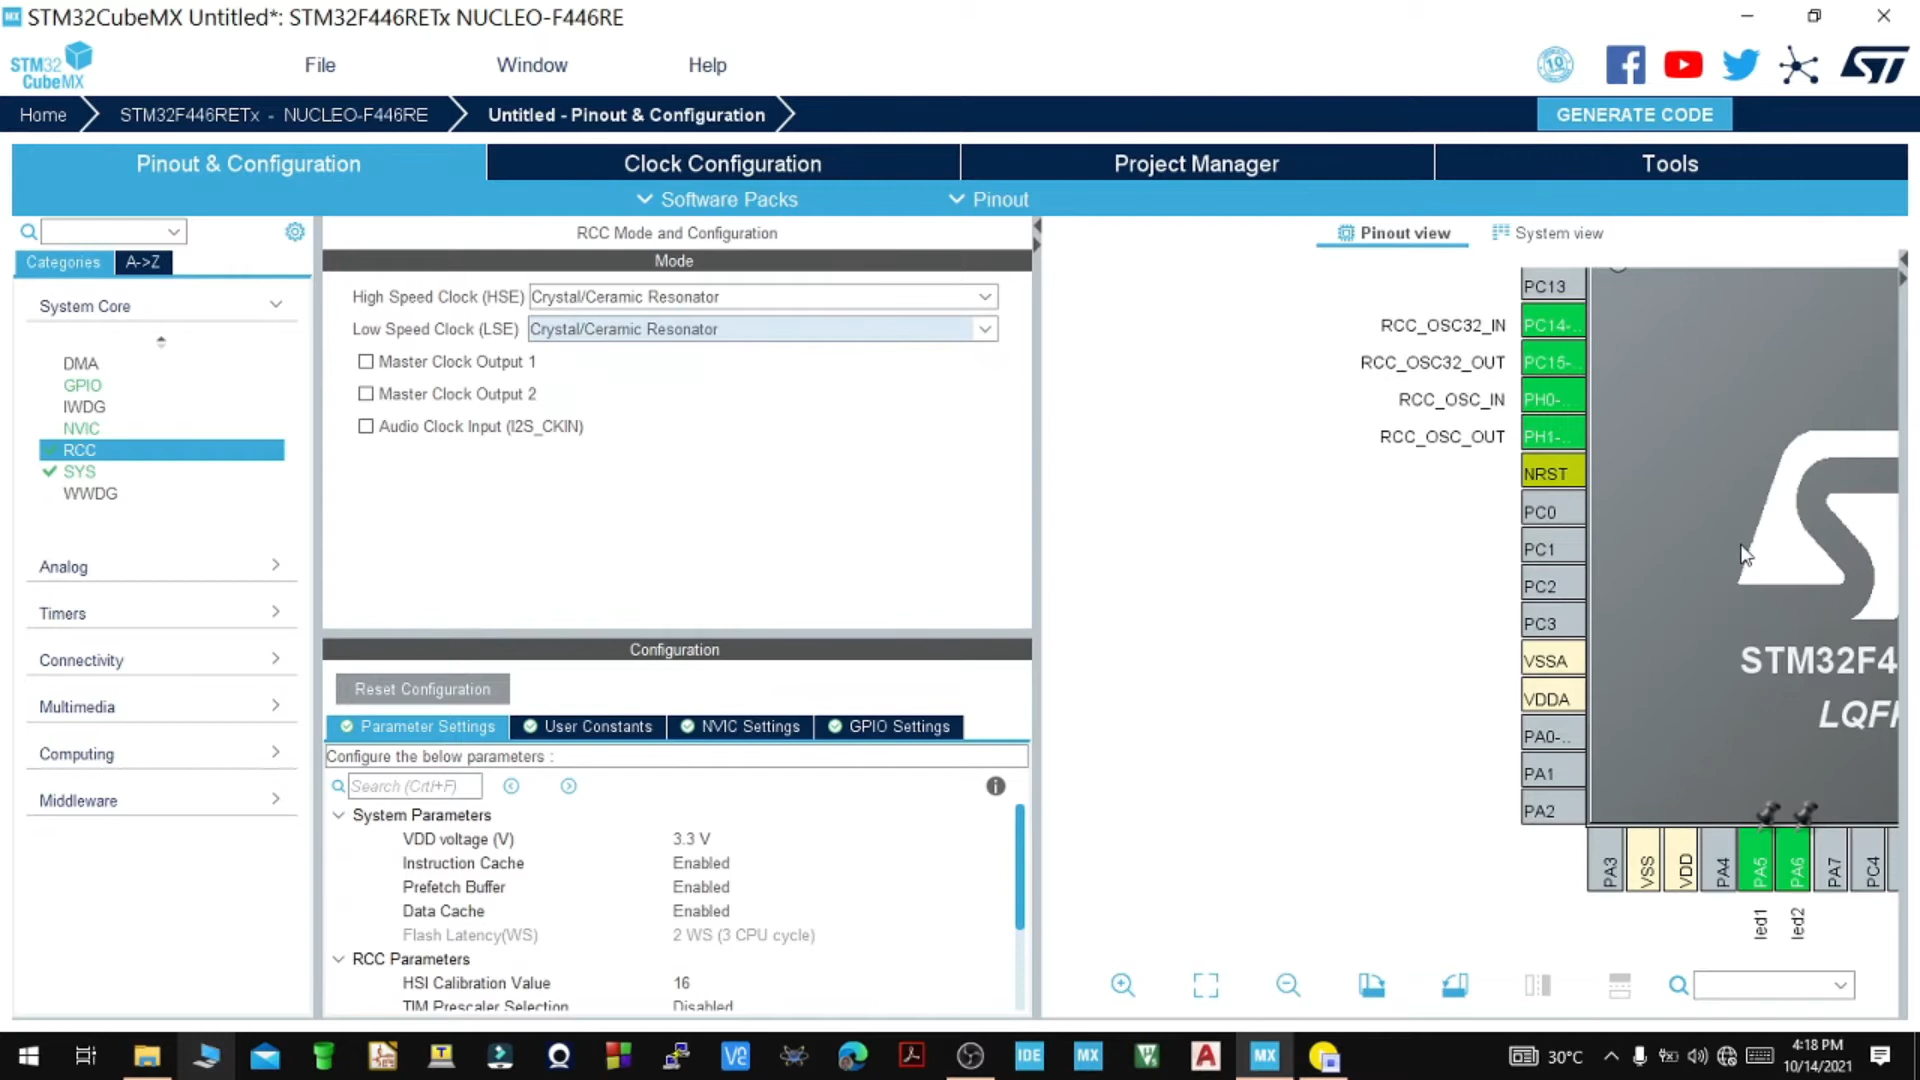 MX STM32CubeMX Untitled*: STM32F446RETx NUCLEO-F446RE
STM32
CubeMX
File
Window
Help
10
Home
STM32F446RETx - NUCLEO-F446RE
Untitled - Pinout & Configuration
GENERATE CODE
Pinout & Configuration
Clock Configuration
Project Manager
Tools
Software Packs
Pinout
Categories
A->Z
System Core
DMA
GPIO
IWDG
NVIC
RCC
SYS
WWDG
Analog
Timers
Connectivity
Multimedia
Computing
Middleware
RCC Mode and Configuration
Mode
High Speed Clock (HSE) Crystal/Ceramic Resonator
Low Speed Clock (LSE) Crystal/Ceramic Resonator
Master Clock Output 1
Master Clock Output 2
Audio Clock Input (I2S_CKIN)
Configuration
Reset Configuration
Parameter Settings
User Constants
NVIC Settings
GPIO Settings
Configure the below parameters :
Search (Crtl+F)
System Parameters
VDD voltage (V) 3.3 V
Instruction Cache Enabled
Prefetch Buffer Enabled
Data Cache Enabled
Flash Latency(WS) 2 WS (3 CPU cycle)
RCC Parameters
HSI Calibration Value 16
TIM Prescaler Selection Disabled
Pinout view
System view
PC13
RCC_OSC32_IN PC14-..
RCC_OSC32_OUT PC15-..
RCC_OSC_IN PH0-..
RCC_OSC_OUT PH1-..
NRST
PC0
PC1
PC2
PC3
VSSA
VDDA
PA0-..
PA1
PA2
STM32F4
LQFP
PA3
VSS
VDD
PA4
PA5
PA6
PA7
PC4
led1
led2
IDE
MX
MX
30°C
4:18 PM
10/14/2021